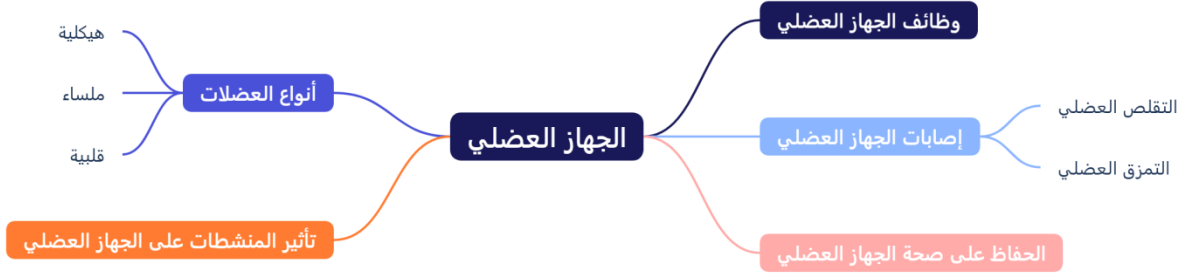 الجهاز العضلي
وظائف الجهاز العضلي
إصابات الجهاز العضلي
التقلص العضلي
التمزق العضلي
الحفاظ على صحة الجهاز العضلي
أنواع العضلات
هيكلية
ملساء
قلبية
تأثير المنشطات على الجهاز العضلي